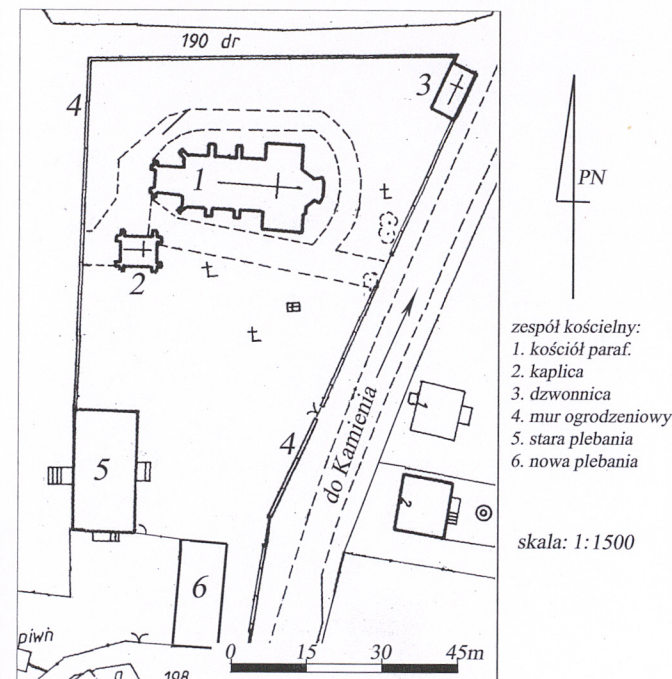 190 dr
3
4
PN
1
2
zespół kościelny:
1. kościół paraf.
2. kaplica
3. dzwonnica
4. mur ogrodzeniowy
5. stara plebania
6. nowa plebania
do Kamienia
4
5
skala: 1:1500
6
piwń
0 15 30 45m
198